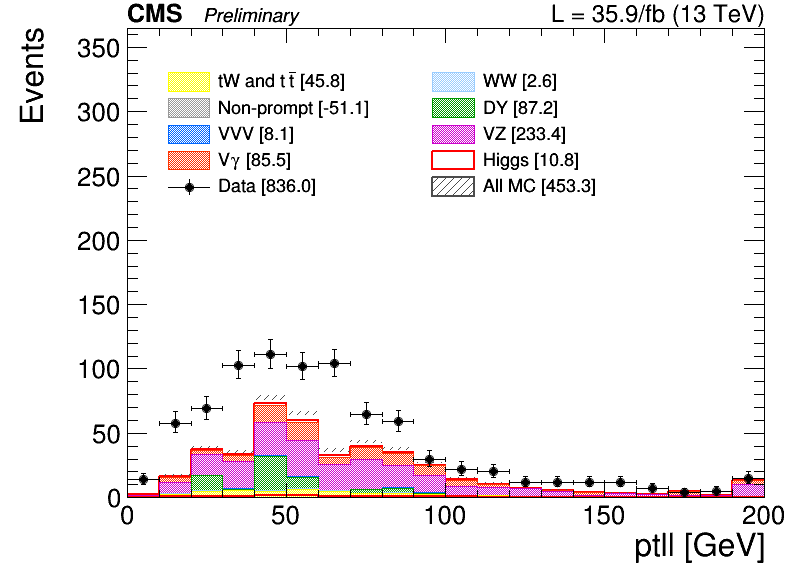 CMS Preliminary L = 35.9/fb (13 TeV)
Events
350
300
250
200
150
100
50
0
tW and t t̄ [45.8]
Non-prompt [-51.1]
VVV [8.1]
Vγ [85.5]
Data [836.0]
WW [2.6]
DY [87.2]
VZ [233.4]
Higgs [10.8]
All MC [453.3]
0 50 100 150 200
ptll [GeV]